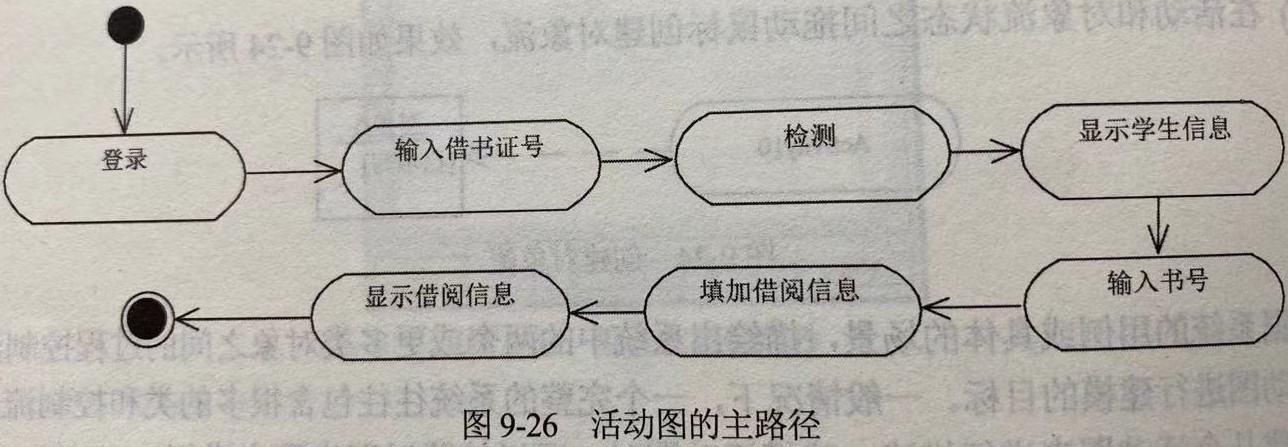 登录
输入借书证号
检测
显示学生信息
输入书号
填加借阅信息
显示借阅信息
图 9-26 活动图的主路径